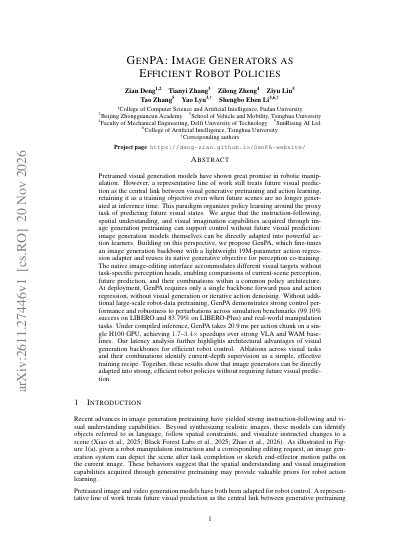 GENPA: IMAGE GENERATORS AS
EFFICIENT ROBOT POLICIES
Zian Deng1,2 Tianyi Zhang3 Zilong Zheng4 Ziyu Liu4
Tao Zhang5 Yao Lyu3,† Shengbo Eben Li3,6,†
1College of Computer Science and Artificial Intelligence, Fudan University
2Beijing Zhongguancun Academy 3School of Vehicle and Mobility, Tsinghua University
4Faculty of Mechanical Engineering, Delft University of Technology 5SunRising AI Ltd.
6College of Artificial Intelligence, Tsinghua University
†Corresponding authors
Project page https://deng-zian.github.io/GenPA-website/
ABSTRACT
Pretrained visual generation models have shown great promise in robotic manip-
ulation. However, a representative line of work still treats future visual prediction
as the central link between visual generative pretraining and action learning,
retaining it as a training objective even when future scenes are no longer gener-
ated at inference time. This paradigm organizes policy learning around the proxy
task of predicting future visual states. We argue that the instruction-following,
spatial understanding, and visual imagination capacities acquired through im-
age generation pretraining can support control without future visual prediction:
image generation models themselves can be directly adapted into powerful ac-
tion learners. Building on this perspective, we propose GenPA, which fine-tunes
an image generation backbone with a lightweight 19M-parameter action regres-
sion adapter and reuses its native generative objective for perception co-training.
The native image-editing interface accommodates different visual targets without
task-specific perception heads, enabling comparisons of current-scene perception,
future prediction, and their combinations within a common policy architecture.
At deployment, GenPA requires only a single backbone forward pass and action
regression, without visual generation or iterative action denoising. Without addi-
tional large-scale robot-data pretraining, GenPA demonstrates strong control per-
formance and robustness to perturbations across simulation benchmarks (99.10%
success on LIBERO and 83.79% on LIBERO-Plus) and real-world manipulation
tasks. Under compiled inference, GenPA takes 20.9 ms per action chunk on a sin-
gle H100 GPU, achieving 1.7–3.4× speedups over strong VLA and WAM base-
lines. Our latency analysis further highlights architectural advantages of visual
generation backbones for efficient robot control. Ablations across visual tasks
and their combinations identify current-depth supervision as a simple, effective
training recipe. Together, these results show that image generators can be directly
adapted into strong, efficient robot policies without requiring future visual predic-
tion.
1 INTRODUCTION
Recent advances in image generation pretraining have yielded strong instruction-following and vi-
sual understanding capabilities. Beyond synthesizing realistic images, these models can identify
objects referred to in language, follow spatial constraints, and visualize instructed changes to a
scene (Xiao et al., 2025; Black Forest Labs et al., 2025; Zhao et al., 2026). As illustrated in Fig-
ure 1(a), given a robot manipulation instruction and a corresponding editing request, an image gen-
eration system can depict the scene after task completion or sketch end-effector motion paths on
the current image. These behaviors suggest that the spatial understanding and visual imagination
capacities acquired through generative pretraining may provide valuable priors for robot action
learning.
Pretrained image and video generation models have both been adapted for robot control. A represen-
tative line of work treats future visual prediction as the central link between generative pretraining
1
arXiv:2611.27446v1 [cs.RO] 20 Nov 2026